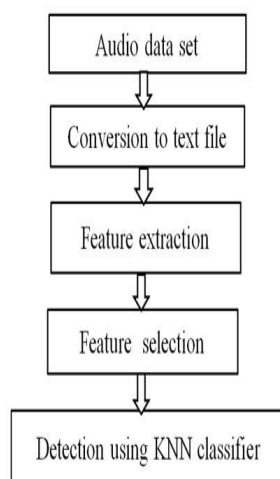 Audio data set
Conversion to text file
Feature extraction
Feature selection
Detection using KNN classifier